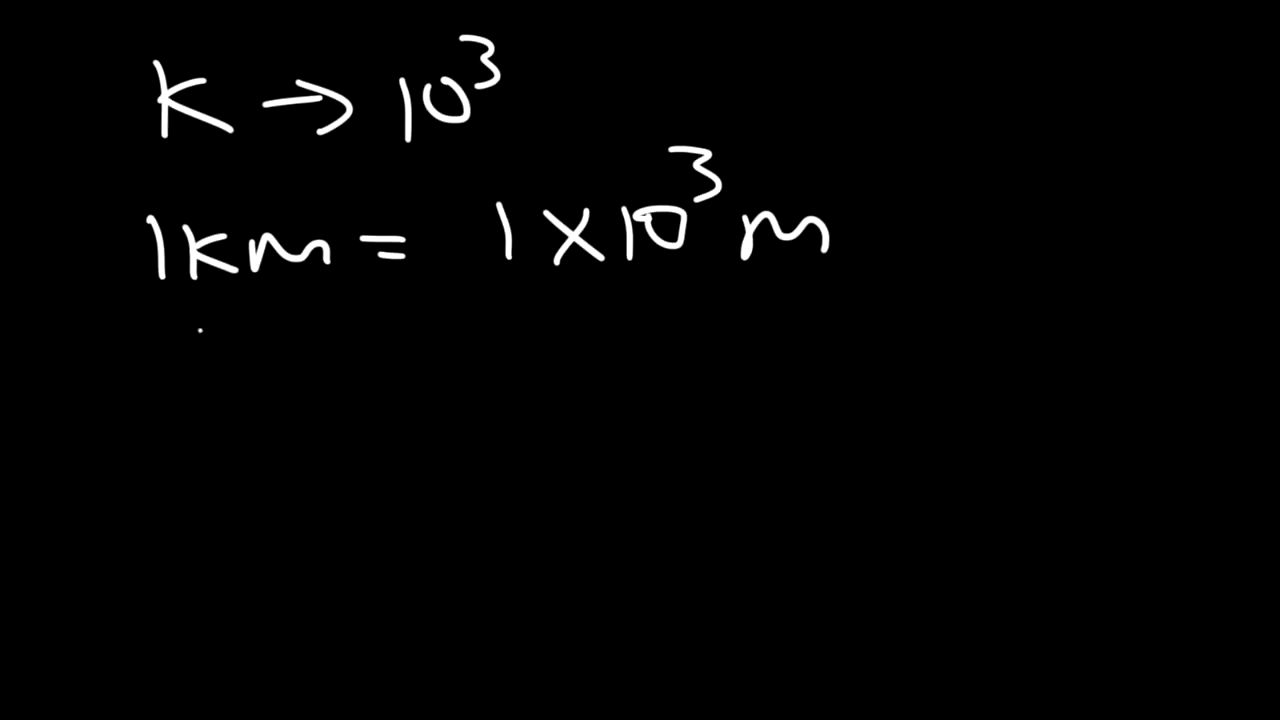 K → 10³
1km = 1 × 10³ m